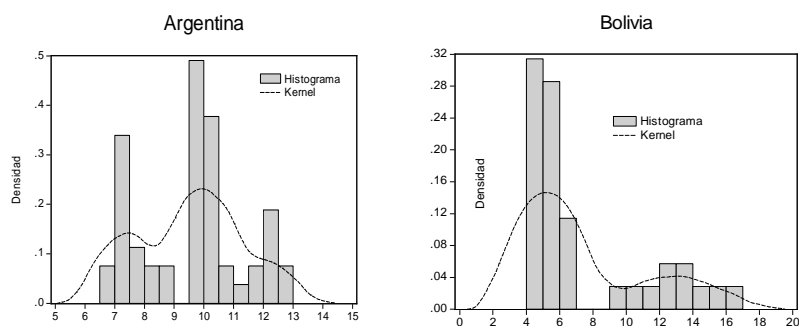 Argentina
.5
.4
.3
.2
.1
.0
Densidad
Histograma
Kernel
5 6 7 8 9 10 11 12 13 14 15
Bolivia
.32
.28
.24
.20
.16
.12
.08
.04
.00
Densidad
Histograma
Kernel
0 2 4 6 8 10 12 14 16 18 20